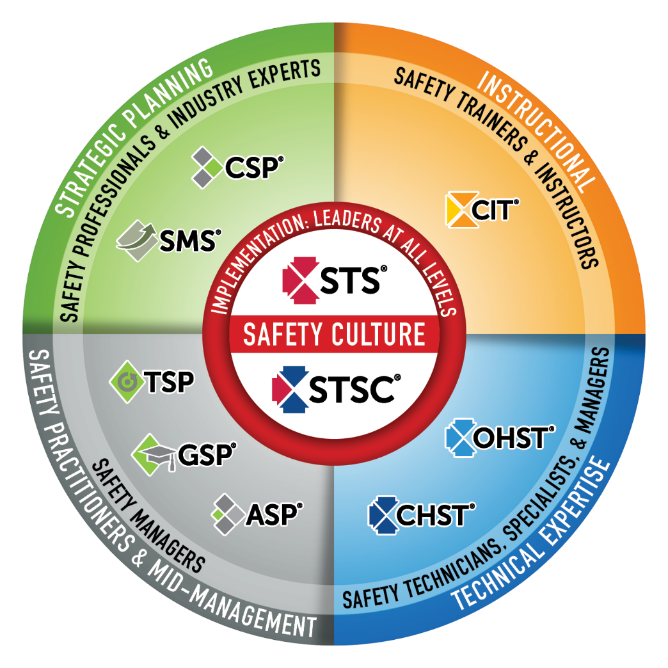 STRATEGIC PLANNING
SAFETY PROFESSIONALS & INDUSTRY EXPERTS
CSP®
SMS®
INSTRUCTIONAL
SAFETY TRAINERS & INSTRUCTORS
CIT®
IMPLEMENTATION: LEADERS AT ALL LEVELS
STS®
SAFETY CULTURE
STSC®
TSP
GSP®
ASP®
SAFETY MANAGERS
SAFETY PRACTITIONERS & MID-MANAGEMENT
OHST®
CHST®
SAFETY TECHNICIANS, SPECIALISTS, & MANAGERS
TECHNICAL EXPERTISE